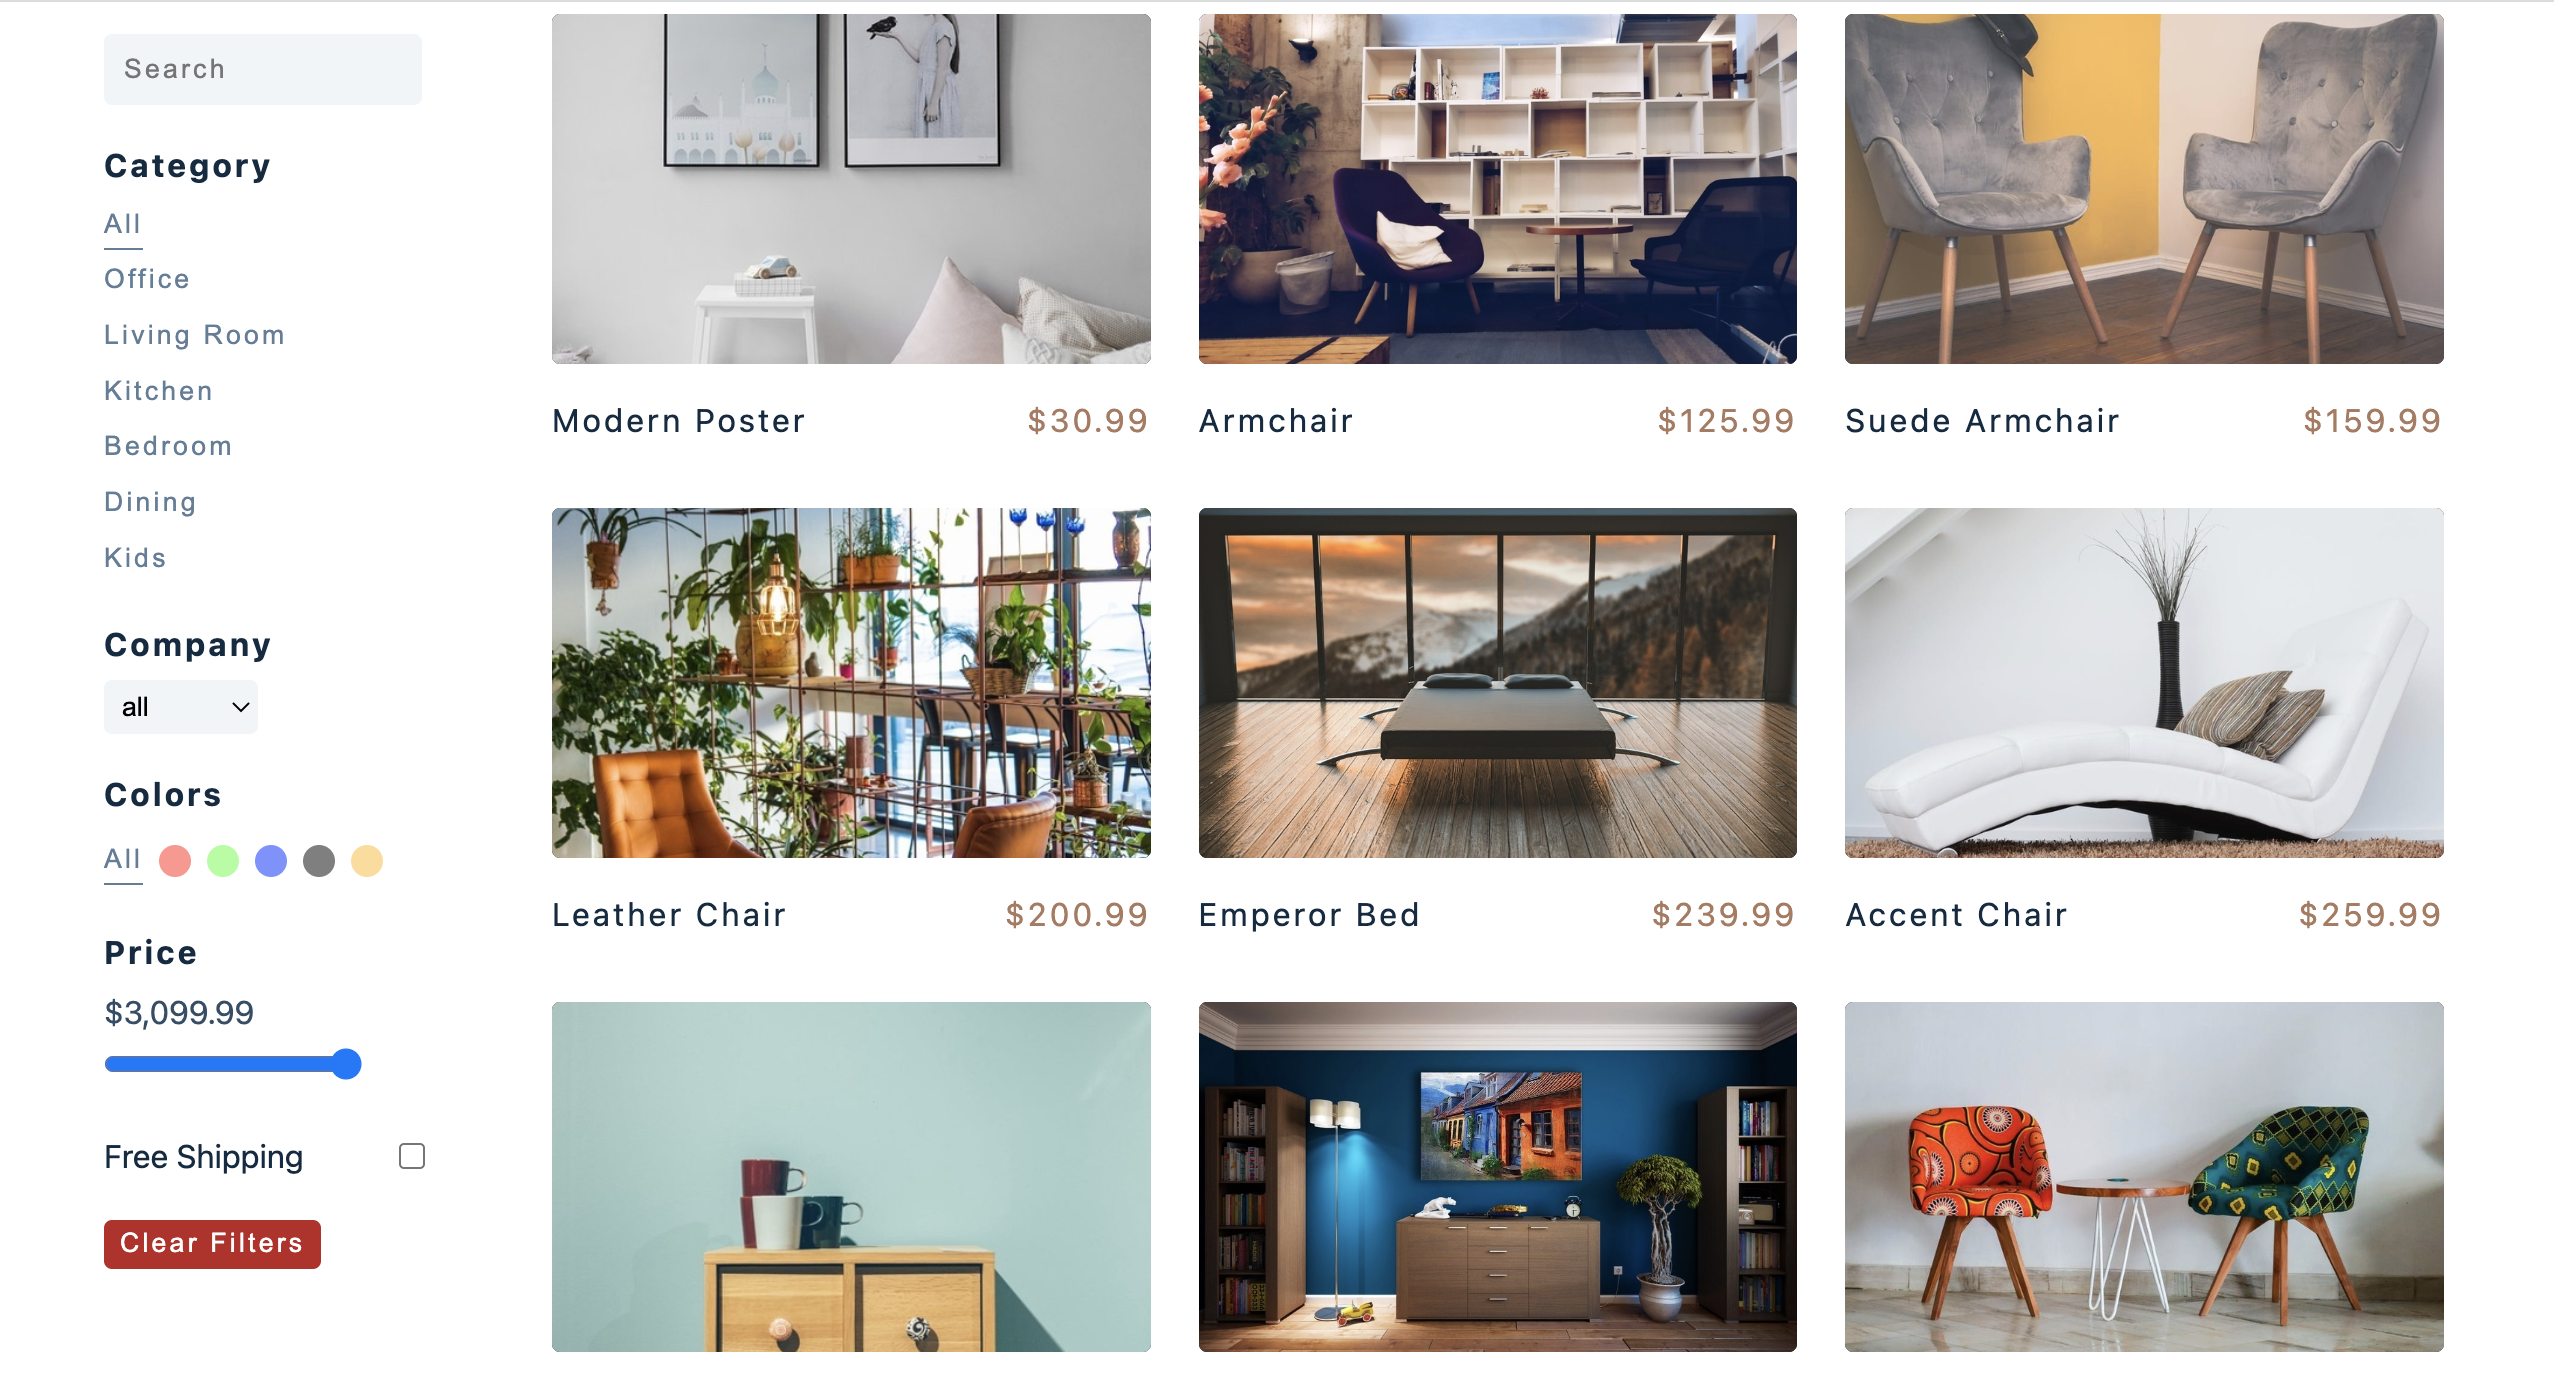 Search
Category
All
Office
Living Room
Kitchen
Bedroom
Dining
Kids
Company
all
Colors
All
Price
$3,099.99
Free Shipping
Clear Filters
Modern Poster $30.99
Armchair $125.99
Suede Armchair $159.99
Leather Chair $200.99
Emperor Bed $239.99
Accent Chair $259.99